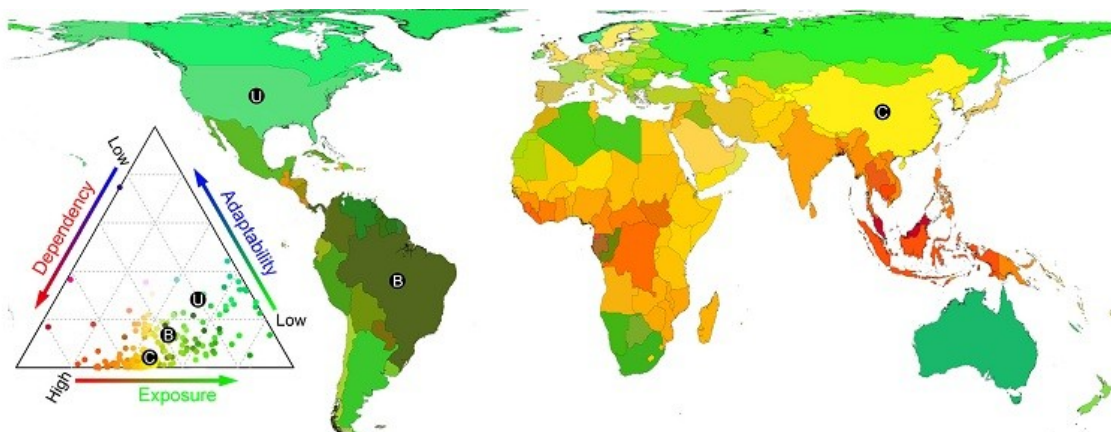 U
C
Low
Dependency
Adaptability
B
U
Low
B
C
High
Exposure